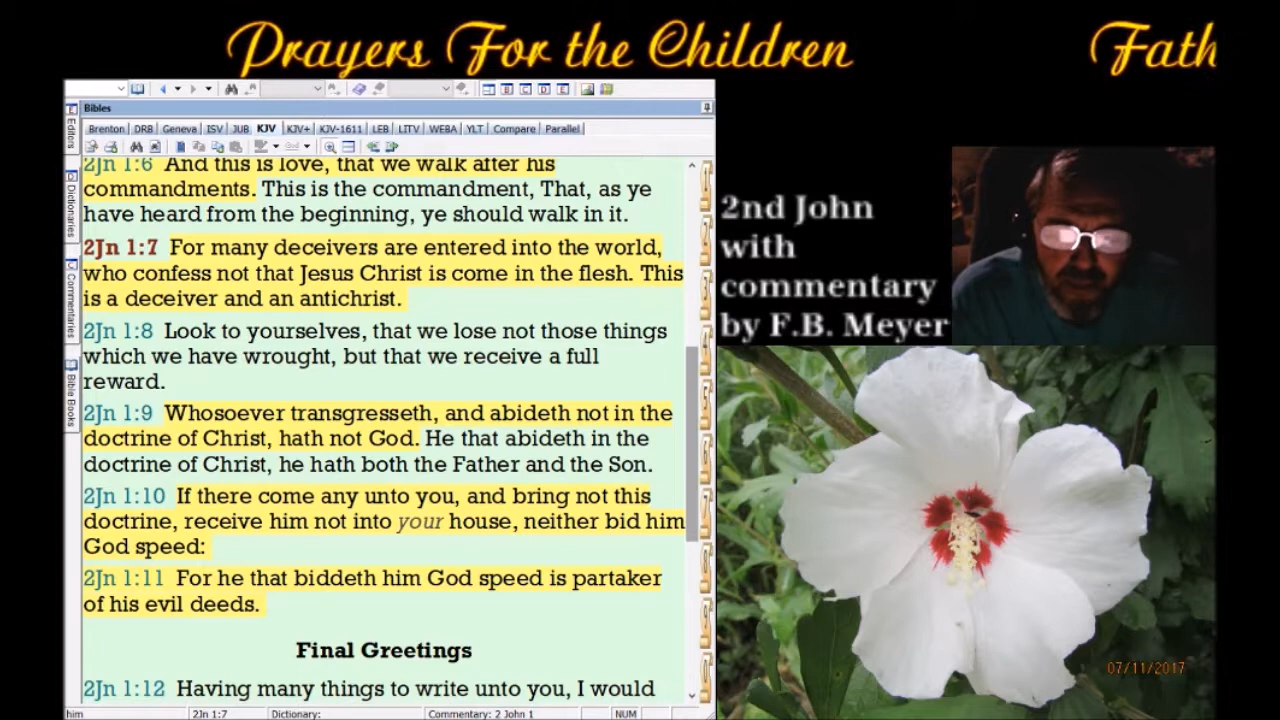 Prayers For the Children
Fath
Bibles
Brenton DRB Geneva ISV JUB KJV KJV+ KJV-1611 LEB LITV WEBA YLT Compare Parallel
B C D E
E Editors
D Dictionaries
C Commentaries
Bible Books
2Jn 1:6 And this is love, that we walk after his
commandments. This is the commandment, That, as ye
have heard from the beginning, ye should walk in it.
2Jn 1:7 For many deceivers are entered into the world,
who confess not that Jesus Christ is come in the flesh. This
is a deceiver and an antichrist.
2Jn 1:8 Look to yourselves, that we lose not those things
which we have wrought, but that we receive a full
reward.
2Jn 1:9 Whosoever transgresseth, and abideth not in the
doctrine of Christ, hath not God. He that abideth in the
doctrine of Christ, he hath both the Father and the Son.
2Jn 1:10 If there come any unto you, and bring not this
doctrine, receive him not into your house, neither bid him
God speed:
2Jn 1:11 For he that biddeth him God speed is partaker
of his evil deeds.
Final Greetings
2Jn 1:12 Having many things to write unto you, I would
him 2Jn 1:7 Dictionary: Commentary: 2 John 1 NUM
2nd John
with
commentary
by F.B. Meyer
07/11/2017